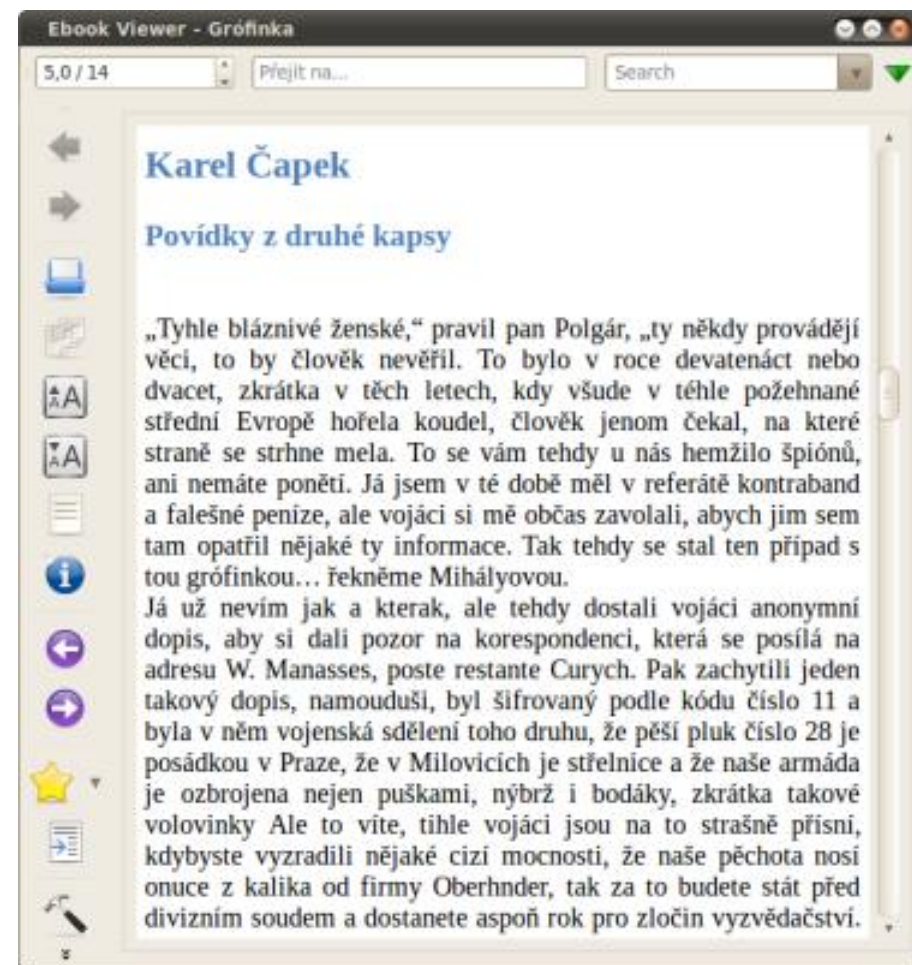 Ebook Viewer - Grófinka
5,0 / 14
Přejít na...
Search
Karel Čapek
Povídky z druhé kapsy
„Tyhle bláznivé ženské,“ pravil pan Polgár, „ty někdy provádějí
věci, to by člověk nevěřil. To bylo v roce devatenáct nebo
dvacet, zkrátka v těch letech, kdy všude v téhle požehnané
střední Evropě hořela koudel, člověk jenom čekal, na které
straně se strhne mela. To se vám tehdy u nás hemžilo špiónů,
ani nemáte ponětí. Já jsem v té době měl v referátě kontraband
a falešné peníze, ale vojáci si mě občas zavolali, abych jim sem
tam opatřil nějaké ty informace. Tak tehdy se stal ten případ s
tou grófinkou… řekněme Mihályovou.
Já už nevím jak a kterak, ale tehdy dostali vojáci anonymní
dopis, aby si dali pozor na korespondenci, která se posílá na
adresu W. Manasses, poste restante Curych. Pak zachytili jeden
takový dopis, namouduši, byl šifrovaný podle kódu číslo 11 a
byla v něm vojenská sdělení toho druhu, že pěší pluk číslo 28 je
posádkou v Praze, že v Milovicích je střelnice a že naše armáda
je ozbrojena nejen puškami, nýbrž i bodáky, zkrátka takové
volovinky Ale to víte, tihle vojáci jsou na to strašně přísní,
kdybyste vyzradili nějaké cizí mocnosti, že naše pěchota nosí
onuce z kalika od firmy Oberhnder, tak za to budete stát před
divizním soudem a dostanete aspoň rok pro zločin vyzvědačství.